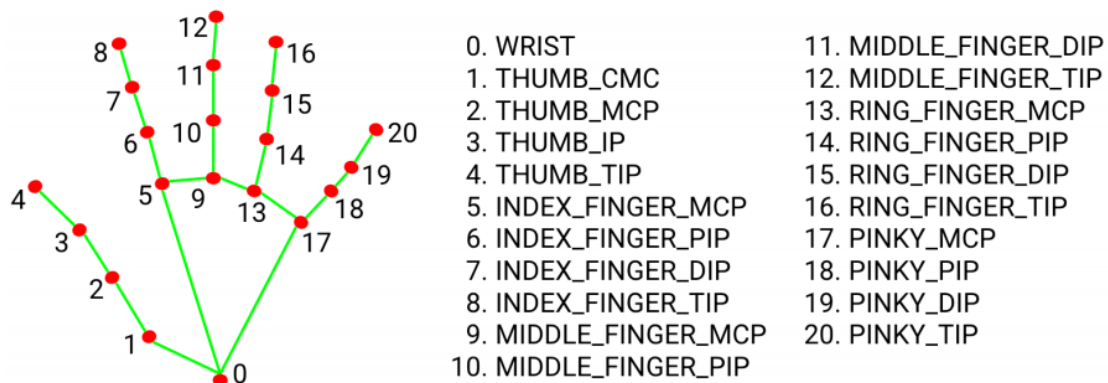 12
8
16
11
7
15
10
6
20
14
19
4
5
9
18
13
3
17
2
1
0
0. WRIST
1. THUMB_CMC
2. THUMB_MCP
3. THUMB_IP
4. THUMB_TIP
5. INDEX_FINGER_MCP
6. INDEX_FINGER_PIP
7. INDEX_FINGER_DIP
8. INDEX_FINGER_TIP
9. MIDDLE_FINGER_MCP
10. MIDDLE_FINGER_PIP
11. MIDDLE_FINGER_DIP
12. MIDDLE_FINGER_TIP
13. RING_FINGER_MCP
14. RING_FINGER_PIP
15. RING_FINGER_DIP
16. RING_FINGER_TIP
17. PINKY_MCP
18. PINKY_PIP
19. PINKY_DIP
20. PINKY_TIP